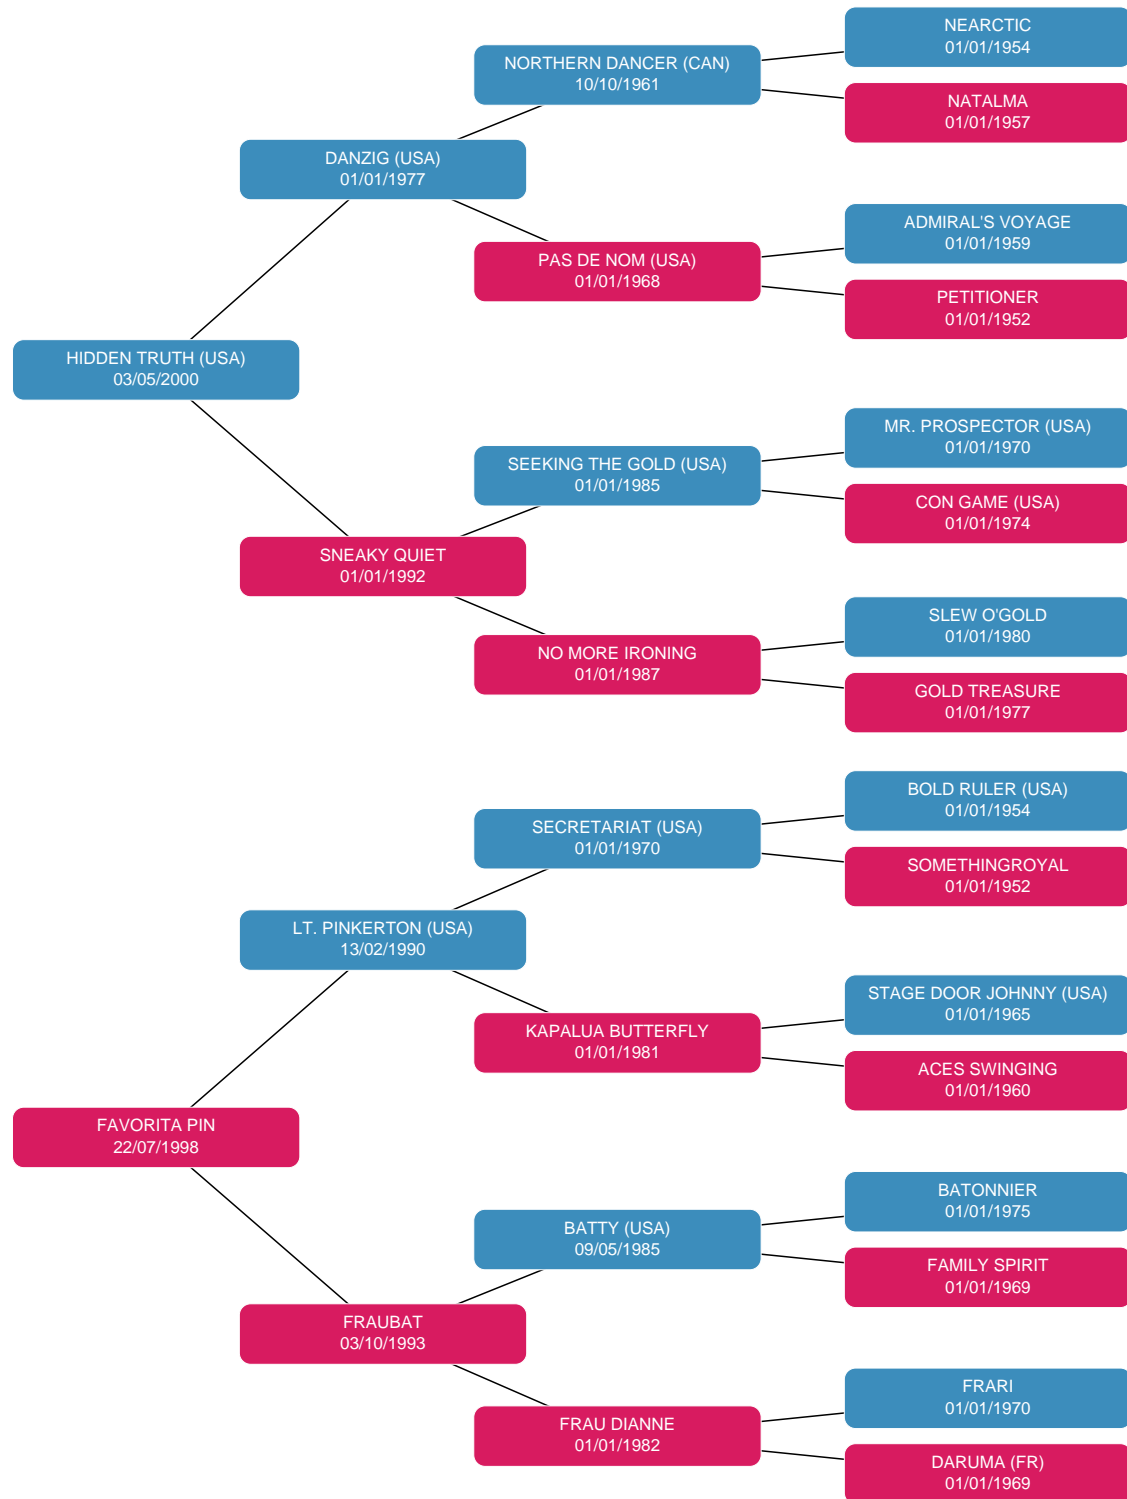 NEARCTIC
01/01/1954
NORTHERN DANCER (CAN)
10/10/1961
NATALMA
01/01/1957
DANZIG (USA)
01/01/1977
ADMIRAL'S VOYAGE
01/01/1959
PAS DE NOM (USA)
01/01/1968
PETITIONER
01/01/1952
HIDDEN TRUTH (USA)
03/05/2000
MR. PROSPECTOR (USA)
01/01/1970
SEEKING THE GOLD (USA)
01/01/1985
CON GAME (USA)
01/01/1974
SNEAKY QUIET
01/01/1992
SLEW O'GOLD
01/01/1980
NO MORE IRONING
01/01/1987
GOLD TREASURE
01/01/1977
BOLD RULER (USA)
01/01/1954
SECRETARIAT (USA)
01/01/1970
SOMETHINGROYAL
01/01/1952
LT. PINKERTON (USA)
13/02/1990
STAGE DOOR JOHNNY (USA)
01/01/1965
KAPALUA BUTTERFLY
01/01/1981
ACES SWINGING
01/01/1960
FAVORITA PIN
22/07/1998
BATONNIER
01/01/1975
BATTY (USA)
09/05/1985
FAMILY SPIRIT
01/01/1969
FRAUBAT
03/10/1993
FRARI
01/01/1970
FRAU DIANNE
01/01/1982
DARUMA (FR)
01/01/1969